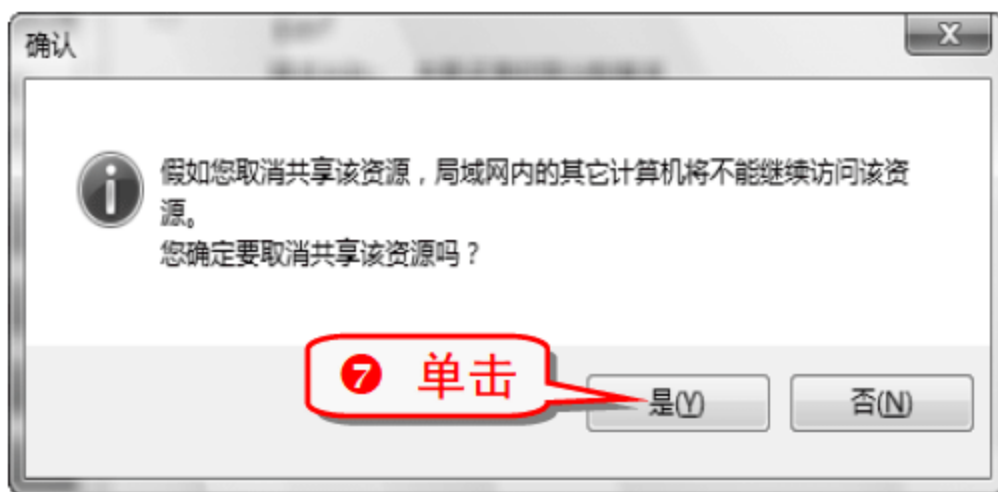 确认
假如您取消共享该资源，局域网内的其它计算机将不能继续访问该资
源。
您确定要取消共享该资源吗？
❼ 单击
是(Y)
否(N)